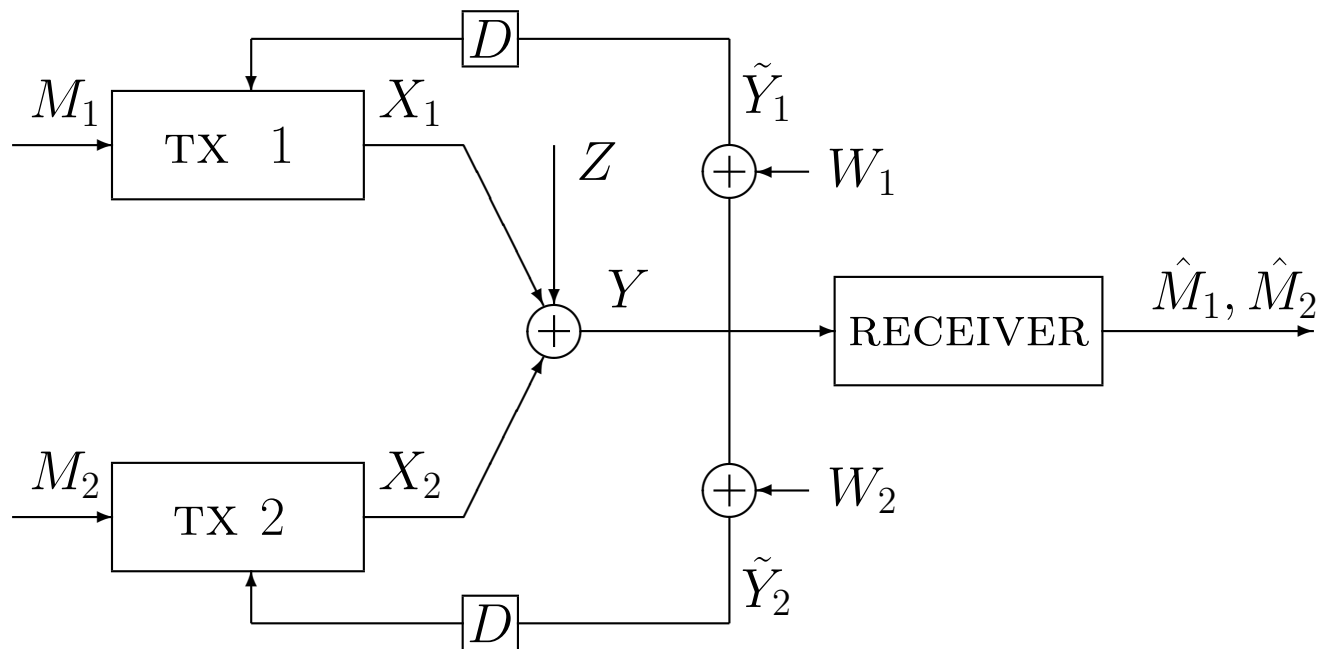 D
M₁
TX 1
X₁
Ỹ₁
Z
W₁
Y
RECEIVER
M̂₁, M̂₂
M₂
TX 2
X₂
W₂
Ỹ₂
D